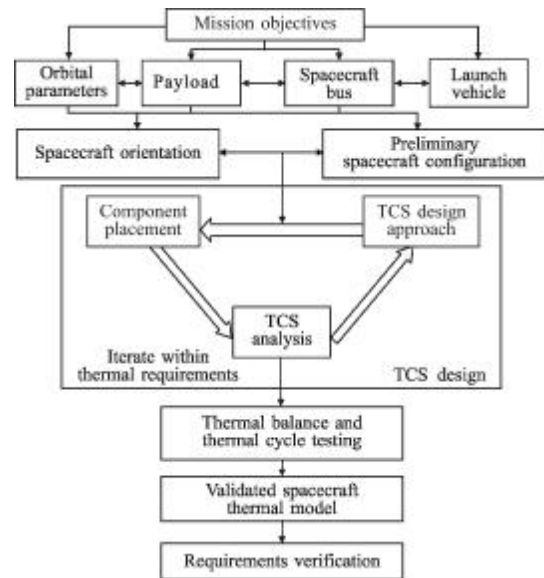 Mission objectives
Orbital
parameters
Payload
Spacecraft
bus
Launch
vehicle
Spacecraft orientation
Preliminary
spacecraft configuration
Component
placement
TCS design
approach
TCS
analysis
Iterate within
thermal requirements
TCS design
Thermal balance and
thermal cycle testing
Validated spacecraft
thermal model
Requirements verification